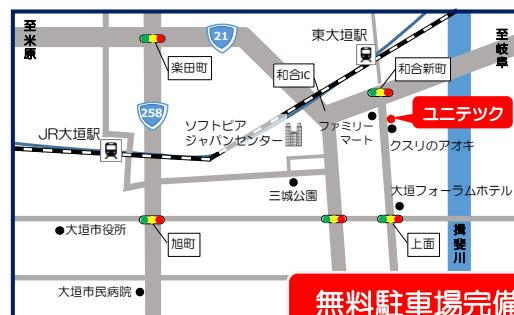 至米原
21
東大垣駅
至岐阜
楽田町
和合IC
和合新町
258
ユニテツク
ソフトピア
ジャパンセンター
ファミリー
マート
クスリのアオキ
JR大垣駅
三城公園
大垣フォーラムホテル
大垣市役所
旭町
上面
揖斐川
大垣市民病院
無料駐車場完備